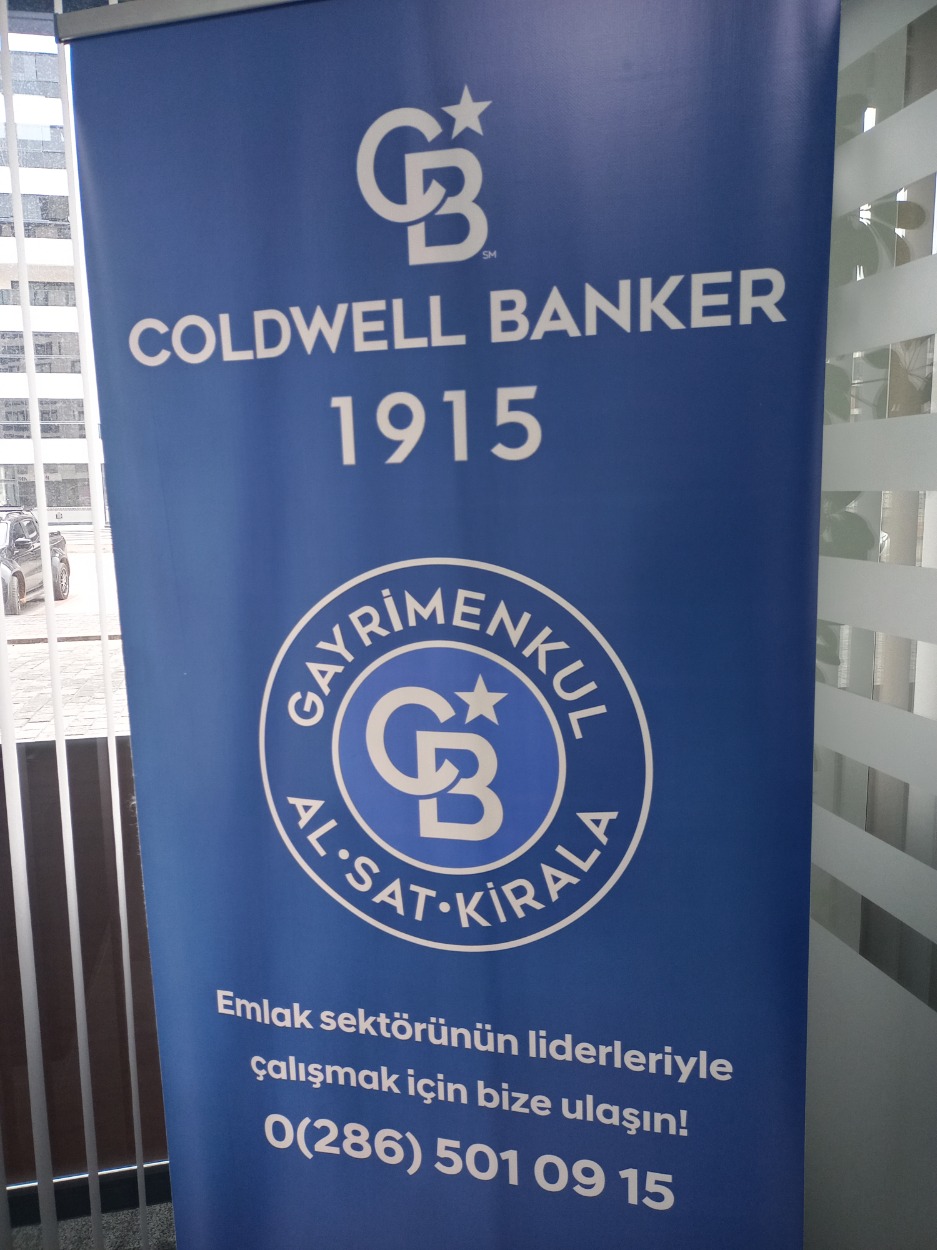 CB
SM
COLDWELL BANKER
1915
GAYRİMENKUL
CB
AL•SAT•KİRALA
Emlak sektörünün liderleriyle
çalışmak için bize ulaşın!
0(286) 501 09 15